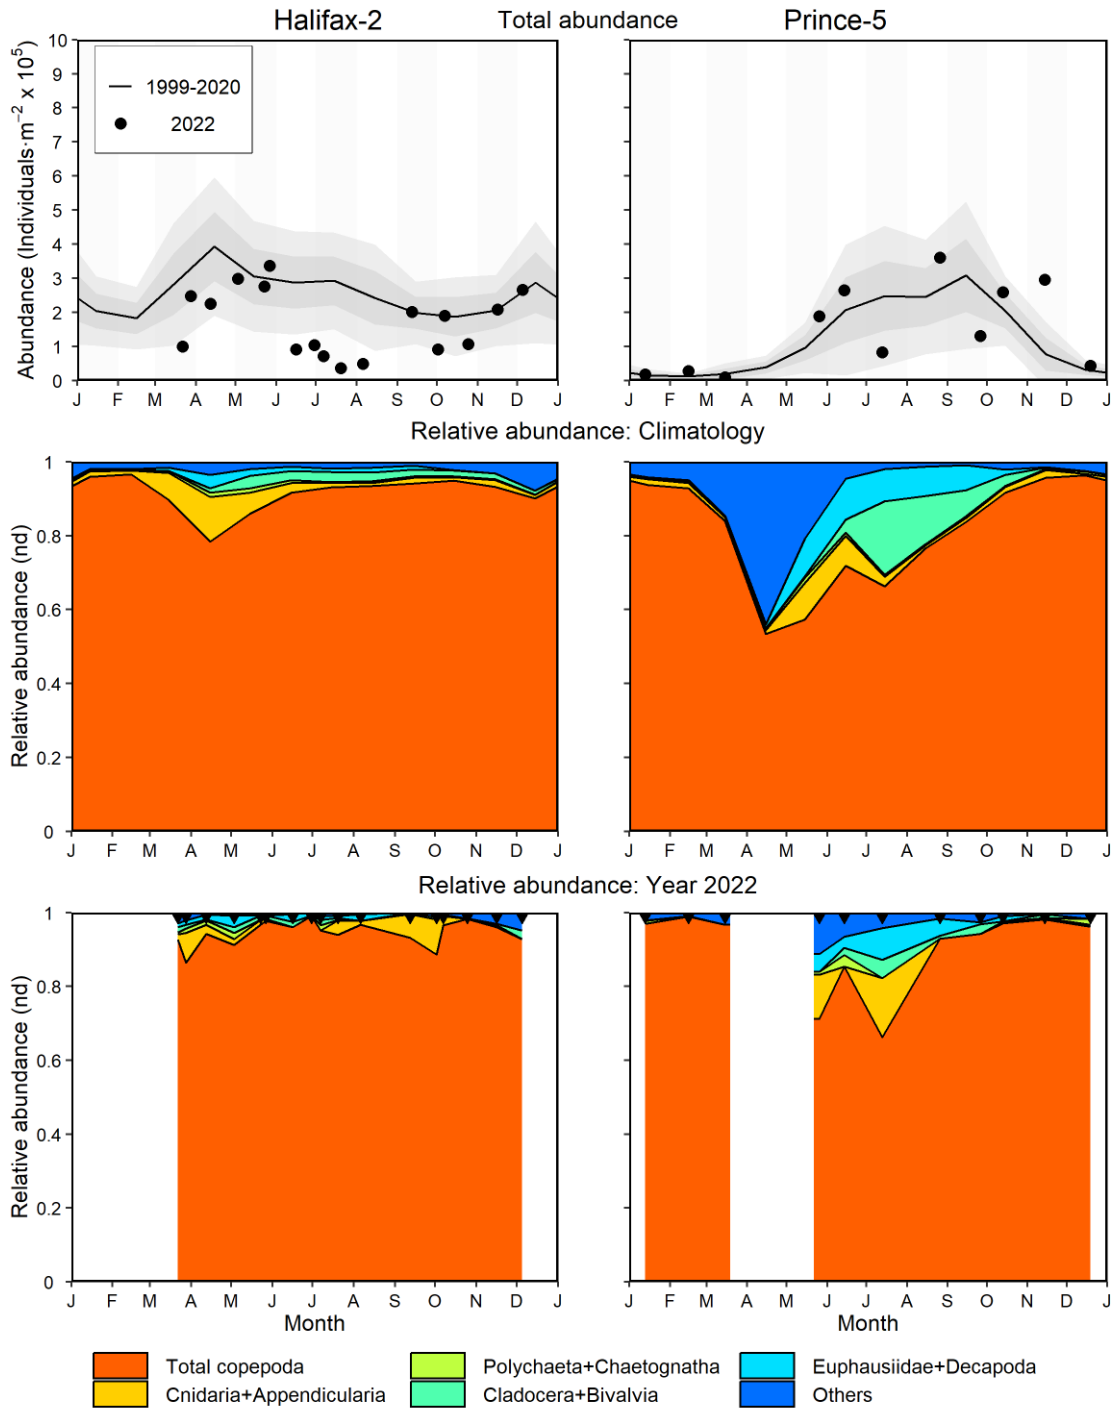 Halifax-2 Total abundance Prince-5
Abundance (Individuals·m⁻² x 10⁵)
10
9
8
7
6
5
4
3
2
1
0
1999-2020
2022
J F M A M J J A S O N D J
J F M A M J J A S O N D J
Relative abundance: Climatology
Relative abundance (nd)
1
0.8
0.6
0.4
0.2
0
J F M A M J J A S O N D J
J F M A M J J A S O N D J
Relative abundance: Year 2022
Relative abundance (nd)
1
0.8
0.6
0.4
0.2
0
J F M A M J J A S O N D J
J F M A M J J A S O N D J
Month Month
Total copepoda Polychaeta+Chaetognatha Euphausiidae+Decapoda
Cnidaria+Appendicularia Cladocera+Bivalvia Others